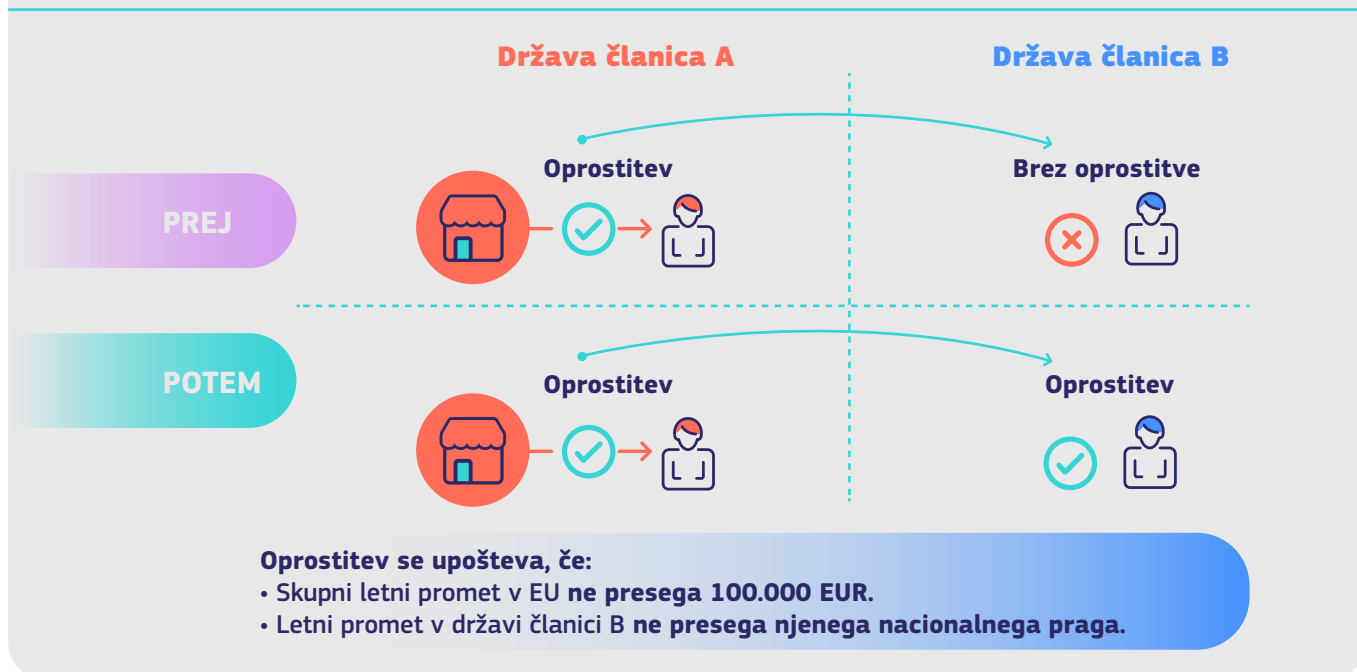 Država članica A
Država članica B
PREJ
Oprostitev
Brez oprostitve
POTEM
Oprostitev
Oprostitev
Oprostitev se upošteva, če:
• Skupni letni promet v EU ne presega 100.000 EUR.
• Letni promet v državi članici B ne presega njenega nacionalnega praga.